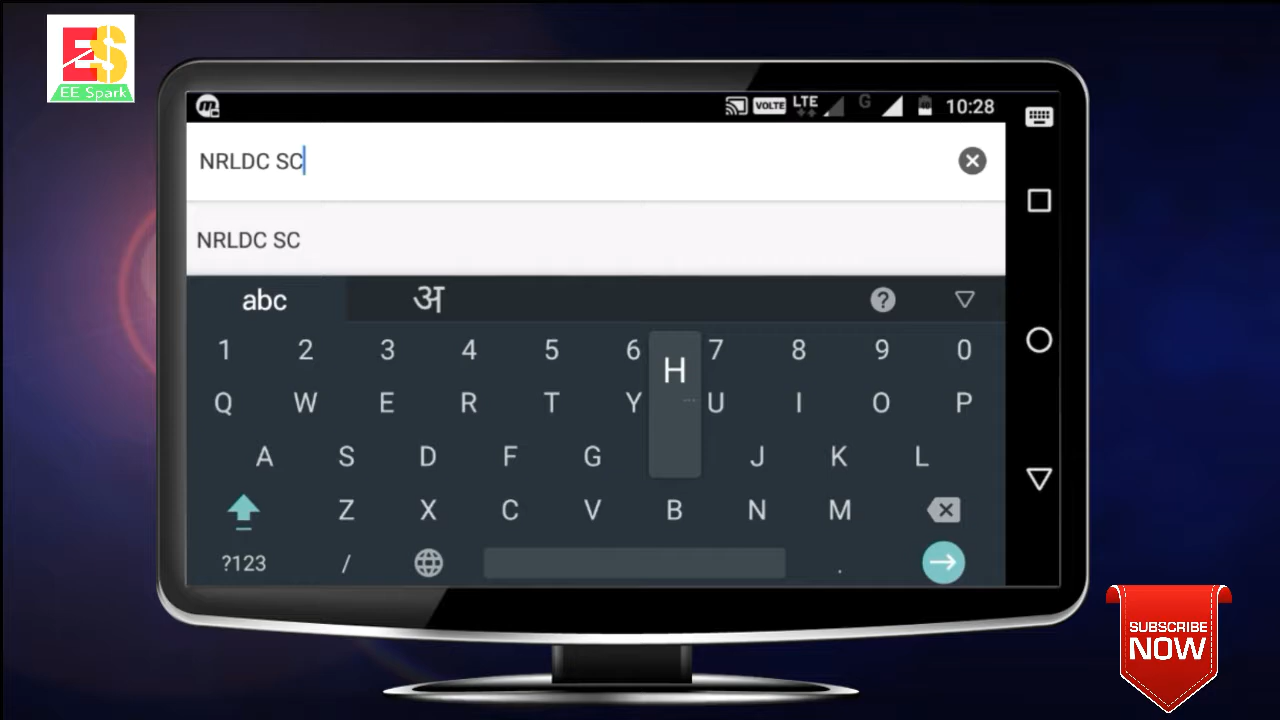 ES
EE Spark
VOLTE LTE G 10:28
NRLDC SC
NRLDC SC
abc अ ?
1 2 3 4 5 6 7 8 9 0
H
Q W E R T Y U I O P
A S D F G J K L
Z X C V B N M
?123 / .
SUBSCRIBE
NOW